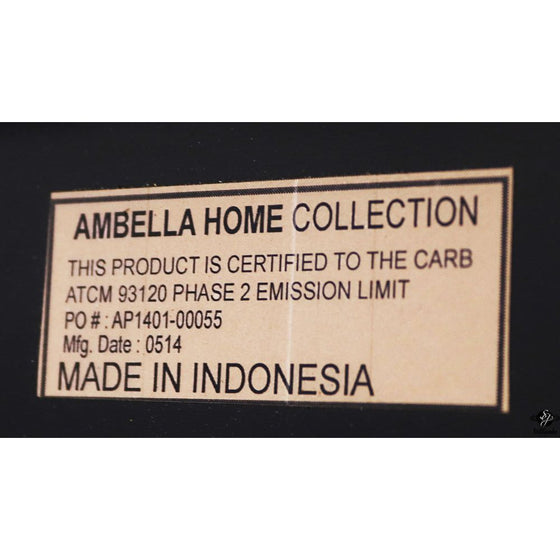 AMBELLA HOME COLLECTION
THIS PRODUCT IS CERTIFIED TO THE CARB
ATCM 93120 PHASE 2 EMISSION LIMIT
PO # : AP1401-00055
Mfg. Date : 0514
MADE IN INDONESIA